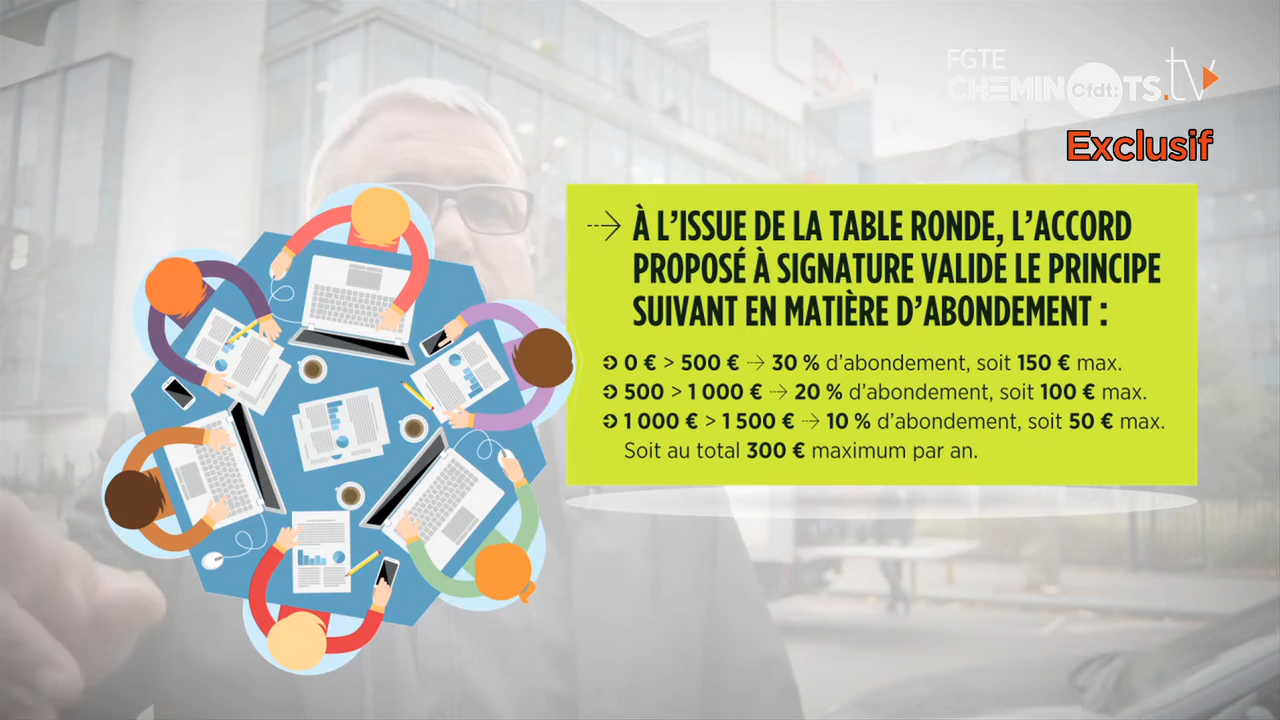 FGTE
CHEMINOTS.tv
Cfdt:
Exclusif
À L'ISSUE DE LA TABLE RONDE, L'ACCORD
PROPOSÉ À SIGNATURE VALIDE LE PRINCIPE
SUIVANT EN MATIÈRE D'ABONDEMENT :
0 € > 500 € ⇢ 30 % d'abondement, soit 150 € max.
500 > 1 000 € ⇢ 20 % d'abondement, soit 100 € max.
1 000 € > 1 500 € ⇢ 10 % d'abondement, soit 50 € max.
Soit au total 300 € maximum par an.